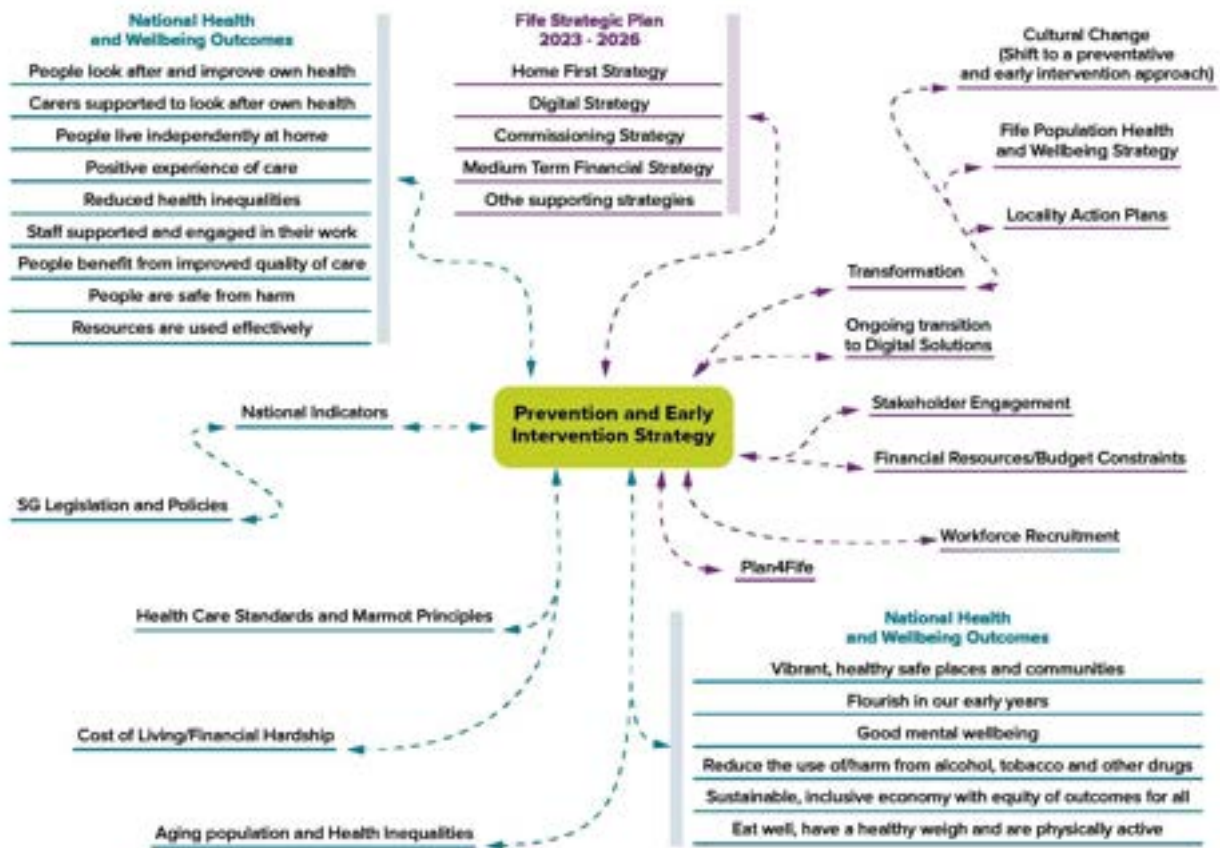 National Health
and Wellbeing Outcomes
People look after and improve own health
Carers supported to look after own health
People live independently at home
Positive experience of care
Reduced health inequalities
Staff supported and engaged in their work
People benefit from improved quality of care
People are safe from harm
Resources are used effectively
Fife Strategic Plan
2023 - 2026
Home First Strategy
Digital Strategy
Commissioning Strategy
Medium Term Financial Strategy
Othe supporting strategies
Cultural Change
(Shift to a preventative
and early intervention approach)
Fife Population Health
and Wellbeing Strategy
Locality Action Plans
Transformation
Ongoing transition
to Digital Solutions
Prevention and Early
Intervention Strategy
National Indicators
SG Legislation and Policies
Stakeholder Engagement
Financial Resources/Budget Constraints
Workforce Recruitment
Plan4Fife
Health Care Standards and Marmot Principles
Cost of Living/Financial Hardship
Aging population and Health Inequalities
National Health
and Wellbeing Outcomes
Vibrant, healthy safe places and communities
Flourish in our early years
Good mental wellbeing
Reduce the use of/harm from alcohol, tobacco and other drugs
Sustainable, inclusive economy with equity of outcomes for all
Eat well, have a healthy weigh and are physically active